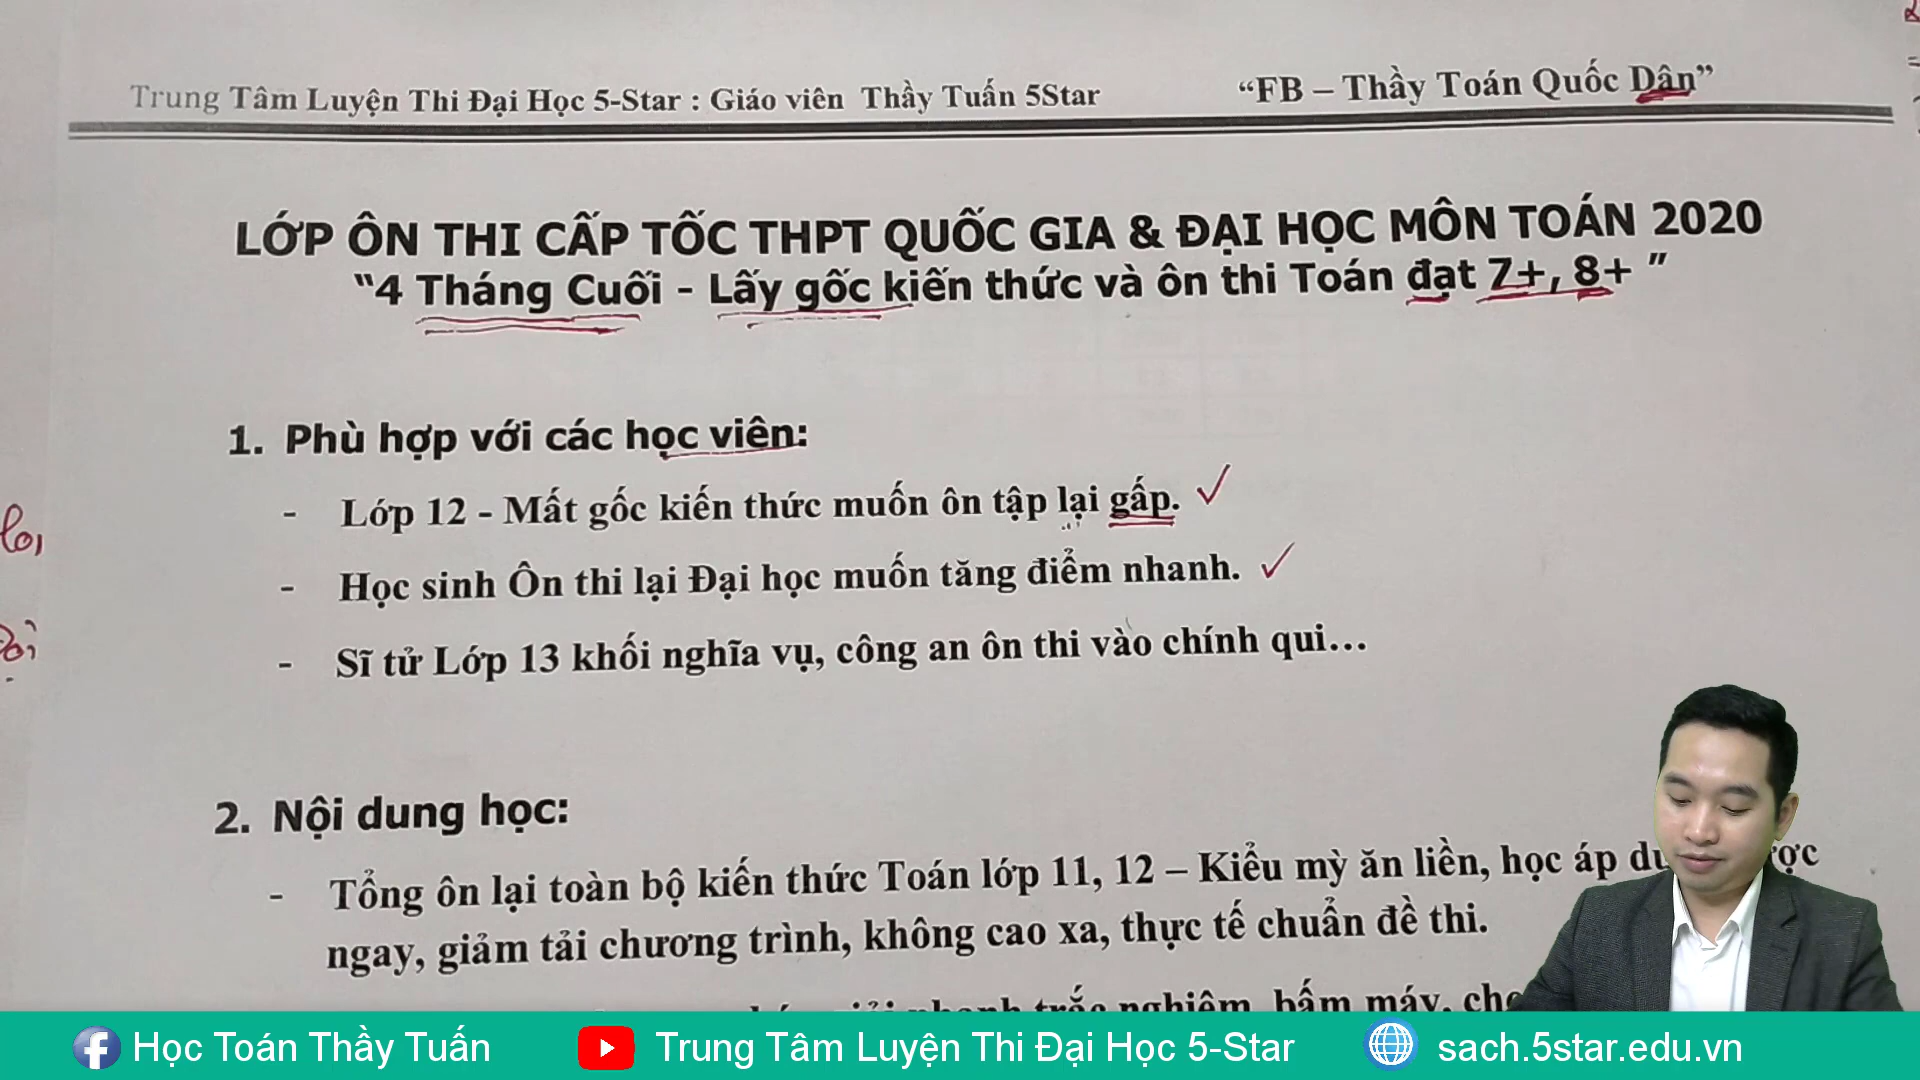 Trung Tâm Luyện Thi Đại Học 5-Star : Giáo viên Thầy Tuấn 5Star “FB – Thầy Toán Quốc Dân”
LỚP ÔN THI CẤP TỐC THPT QUỐC GIA & ĐẠI HỌC MÔN TOÁN 2020
“4 Tháng Cuối - Lấy gốc kiến thức và ôn thi Toán đạt 7+, 8+ ”
1. Phù hợp với các học viên:
- Lớp 12 - Mất gốc kiến thức muốn ôn tập lại gấp. ✓
- Học sinh Ôn thi lại Đại học muốn tăng điểm nhanh. ✓
- Sĩ tử Lớp 13 khối nghĩa vụ, công an ôn thi vào chính qui...
2. Nội dung học:
- Tổng ôn lại toàn bộ kiến thức Toán lớp 11, 12 – Kiểu mỳ ăn liền, học áp
ngay, giảm tải chương trình, không cao xa, thực tế chuẩn đề thi.
nhanh trắc nghiệm, bấm máy,
Học Toán Thầy Tuấn Trung Tâm Luyện Thi Đại Học 5-Star sach.5star.edu.vn